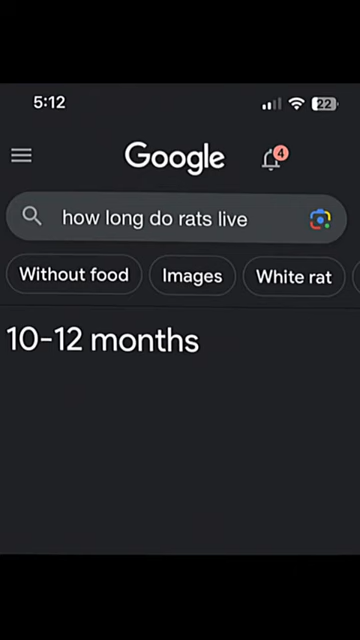 5:12
22
Google
4
how long do rats live
Without food
Images
White rat
10-12 months